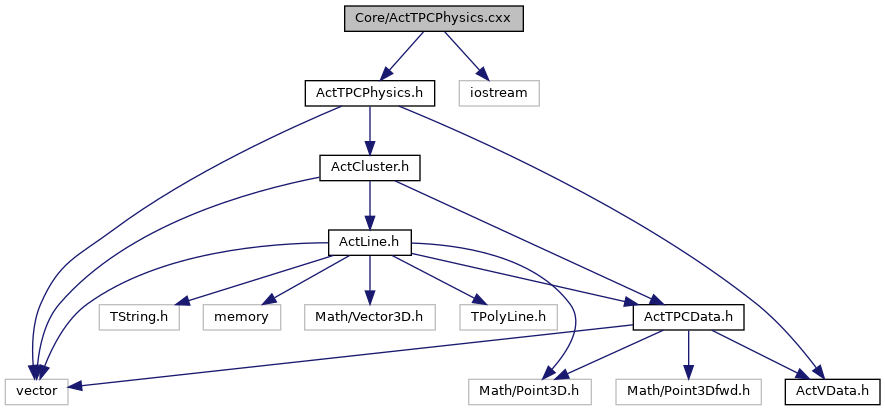 Core/ActTPCPhysics.cxx
ActTPCPhysics.h
iostream
ActCluster.h
ActLine.h
TString.h
memory
Math/Vector3D.h
TPolyLine.h
ActTPCData.h
vector
Math/Point3D.h
Math/Point3Dfwd.h
ActVData.h